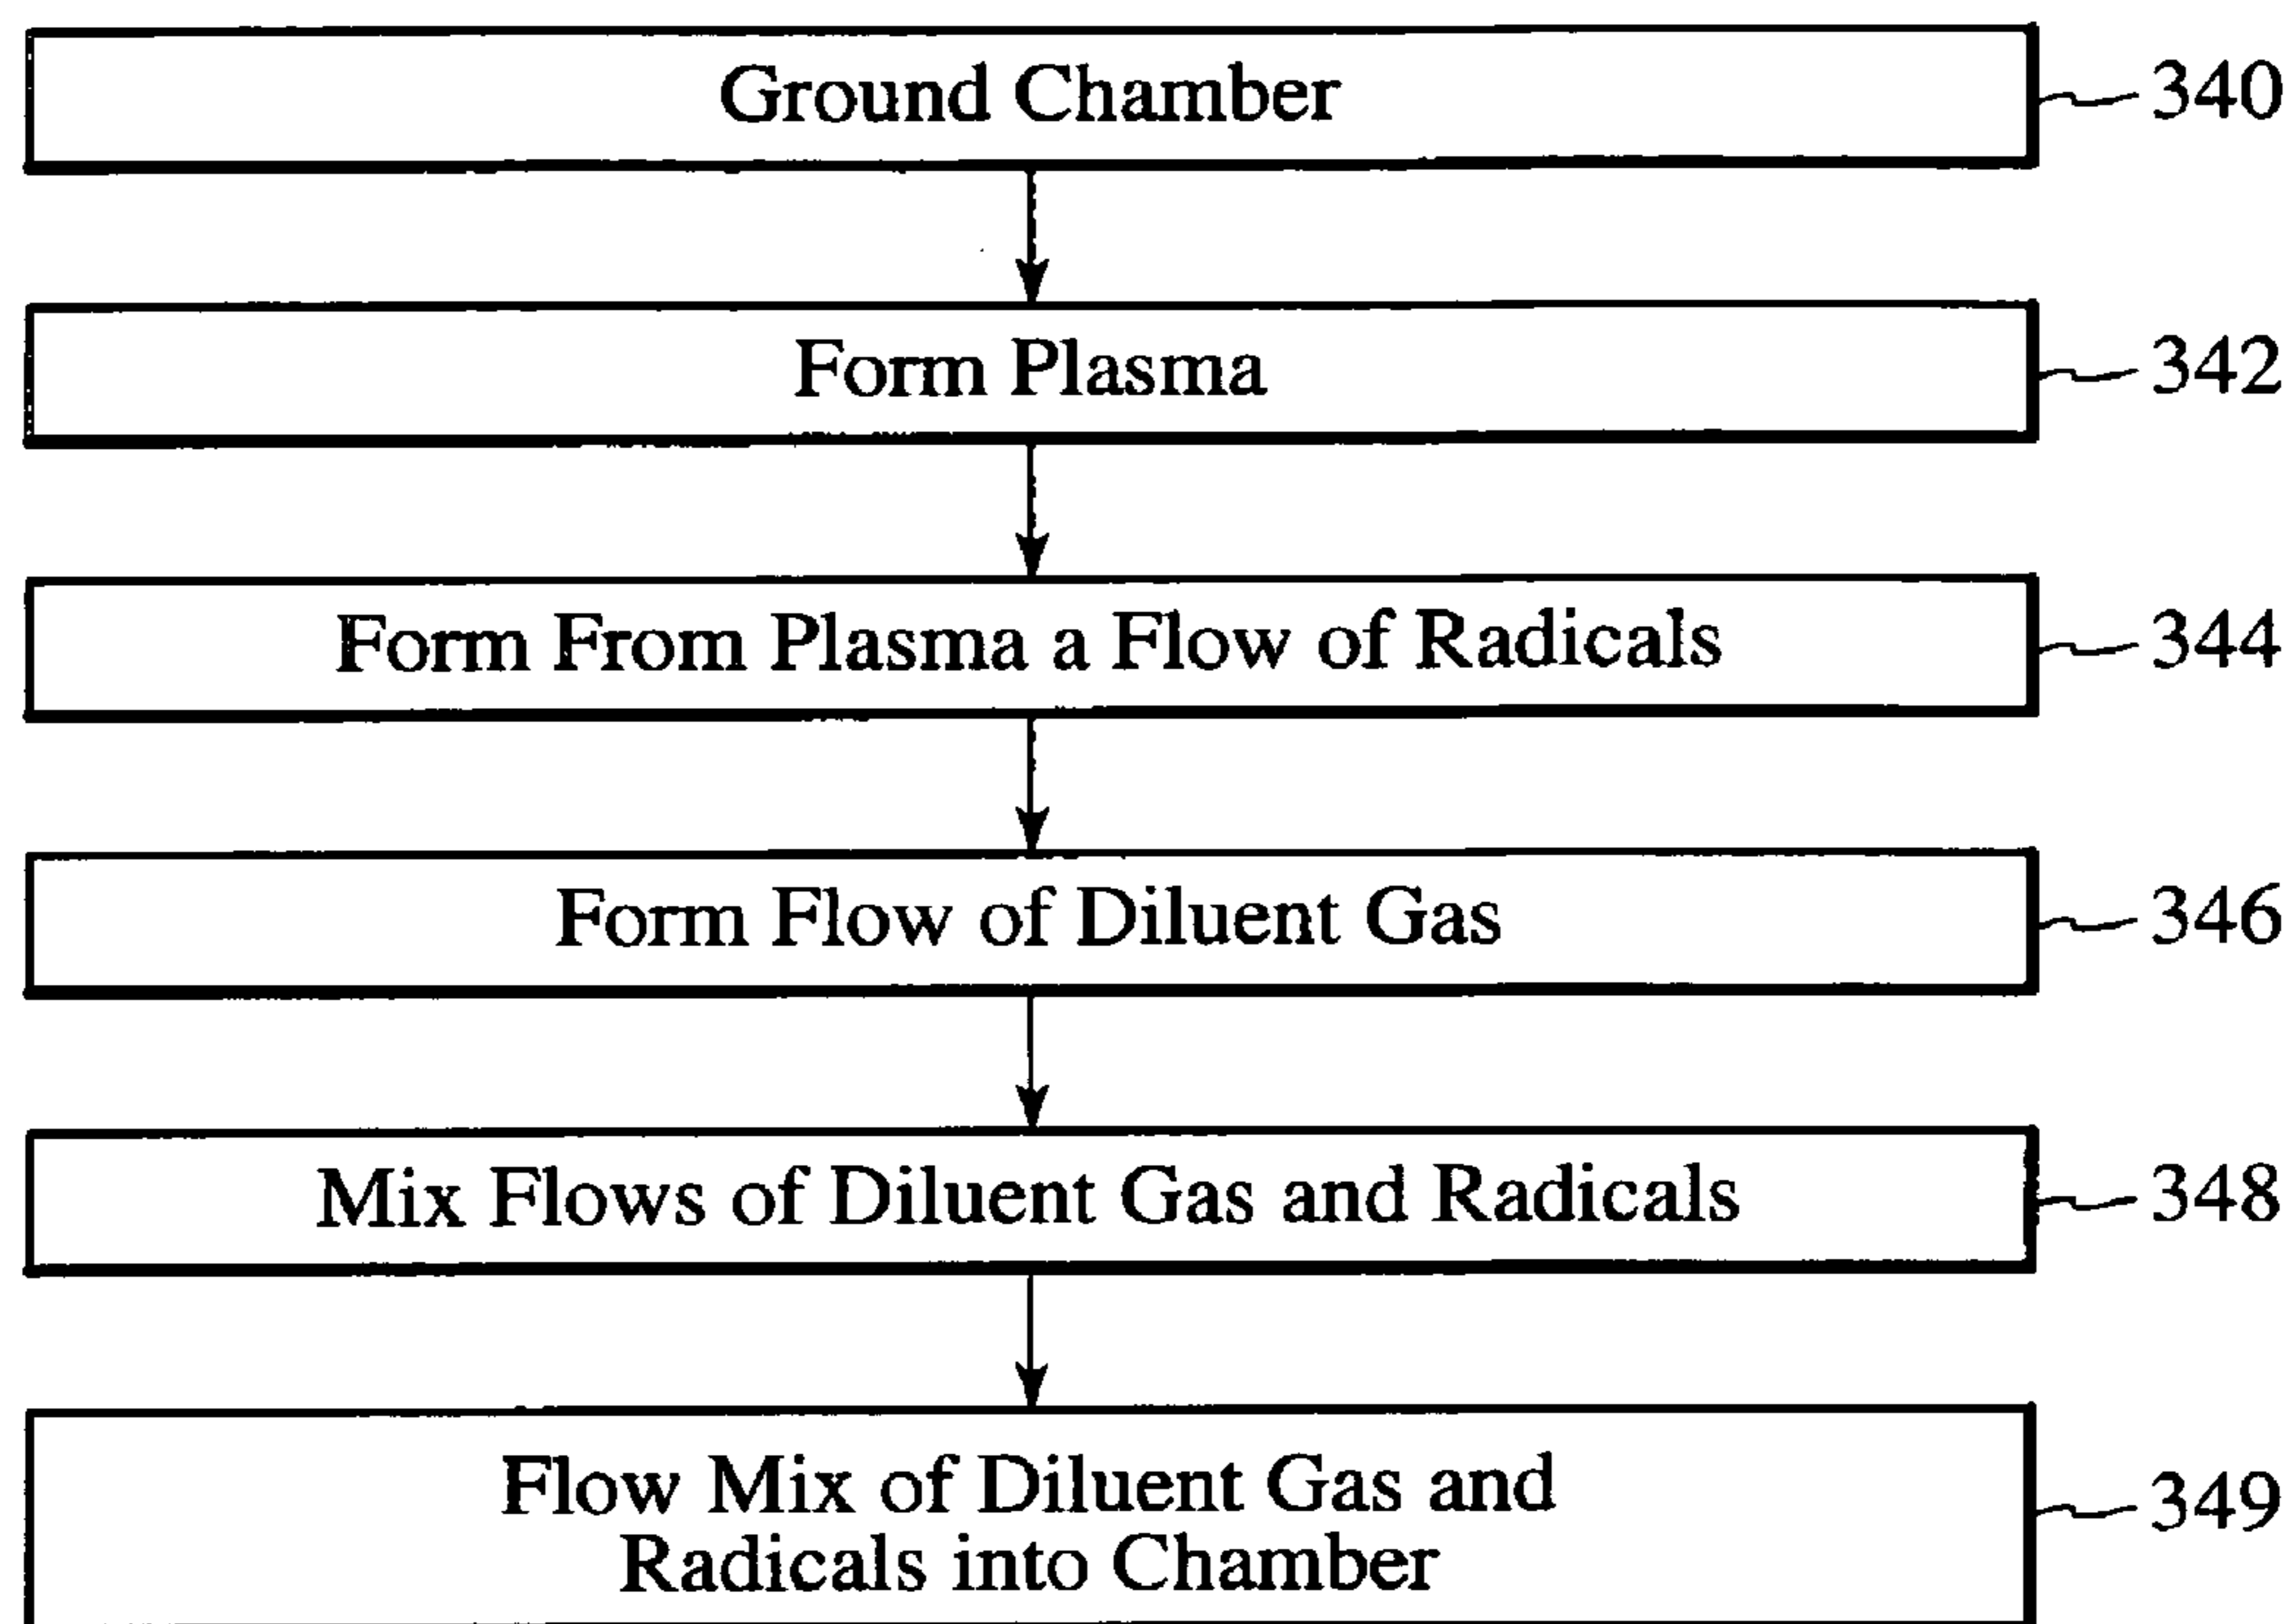 Ground Chamber 340
Form Plasma 342
Form From Plasma a Flow of Radicals 344
Form Flow of Diluent Gas 346
Mix Flows of Diluent Gas and Radicals 348
Flow Mix of Diluent Gas and
Radicals into Chamber
349